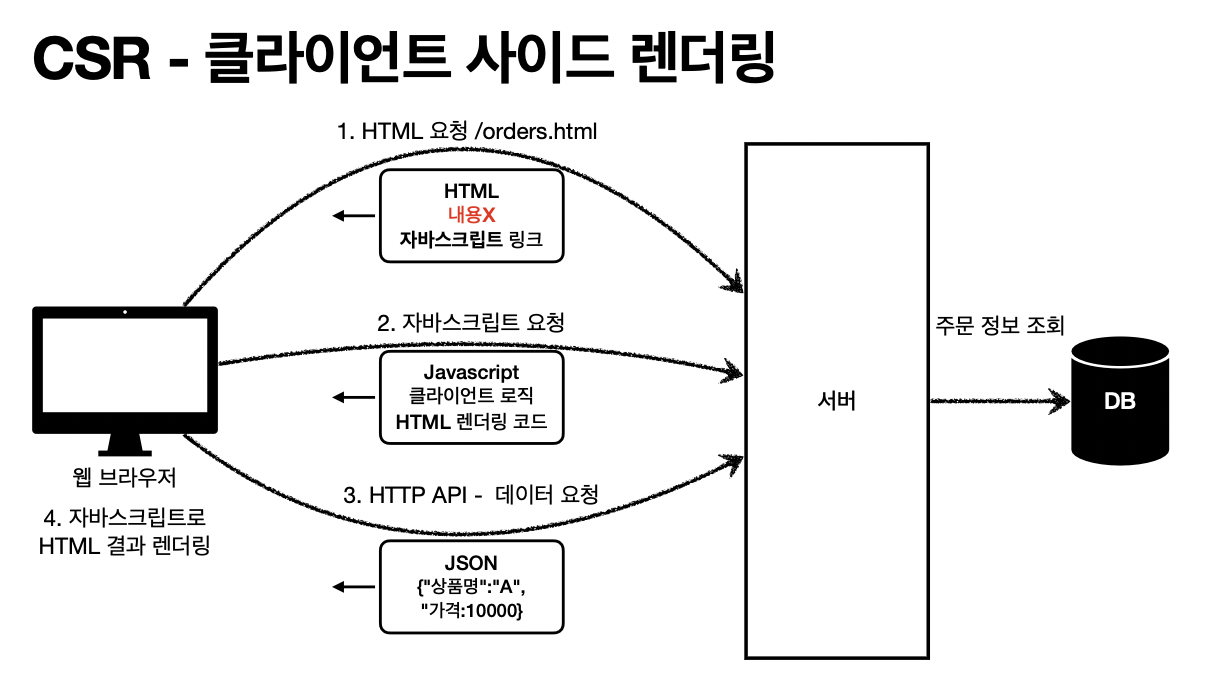 CSR - 클라이언트 사이드 렌더링
1. HTML 요청 /orders.html
HTML
내용X
자바스크립트 링크
2. 자바스크립트 요청
Javascript
클라이언트 로직
HTML 렌더링 코드
주문 정보 조회
서버
DB
웹 브라우저
4. 자바스크립트로
HTML 결과 렌더링
3. HTTP API - 데이터 요청
JSON
{"상품명":"A",
"가격:10000}